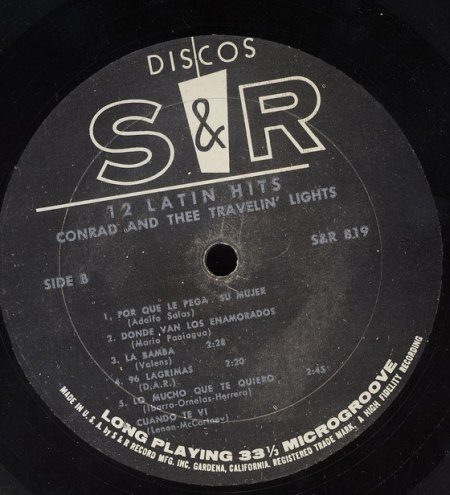 DISCOS
S&R
12 LATIN HITS
CONRAD AND THEE TRAVELIN' LIGHTS
S&R 819
SIDE B
1. POR QUE LE PEGA SU MUJER
(Adolfo Salas)
2. DONDE VAN LOS ENAMORADOS
(Mario Paniagua)
3. LA BAMBA 2:28
(Valens)
4. 96 LAGRIMAS 2:20
(D.A.R.)
5. LO MUCHO QUE TE QUIERO 2:45
(Ibarra-Ornelas-Herrera)
CUANDO TE VI
(Lenon-McCartney)
LONG PLAYING 33⅓ MICROGROOVE
MADE IN U.S.A. by S & R RECORD MFG. INC. GARDENA, CALIFORNIA. REGISTERED TRADE MARK, A HIGH FIDELITY RECORDING